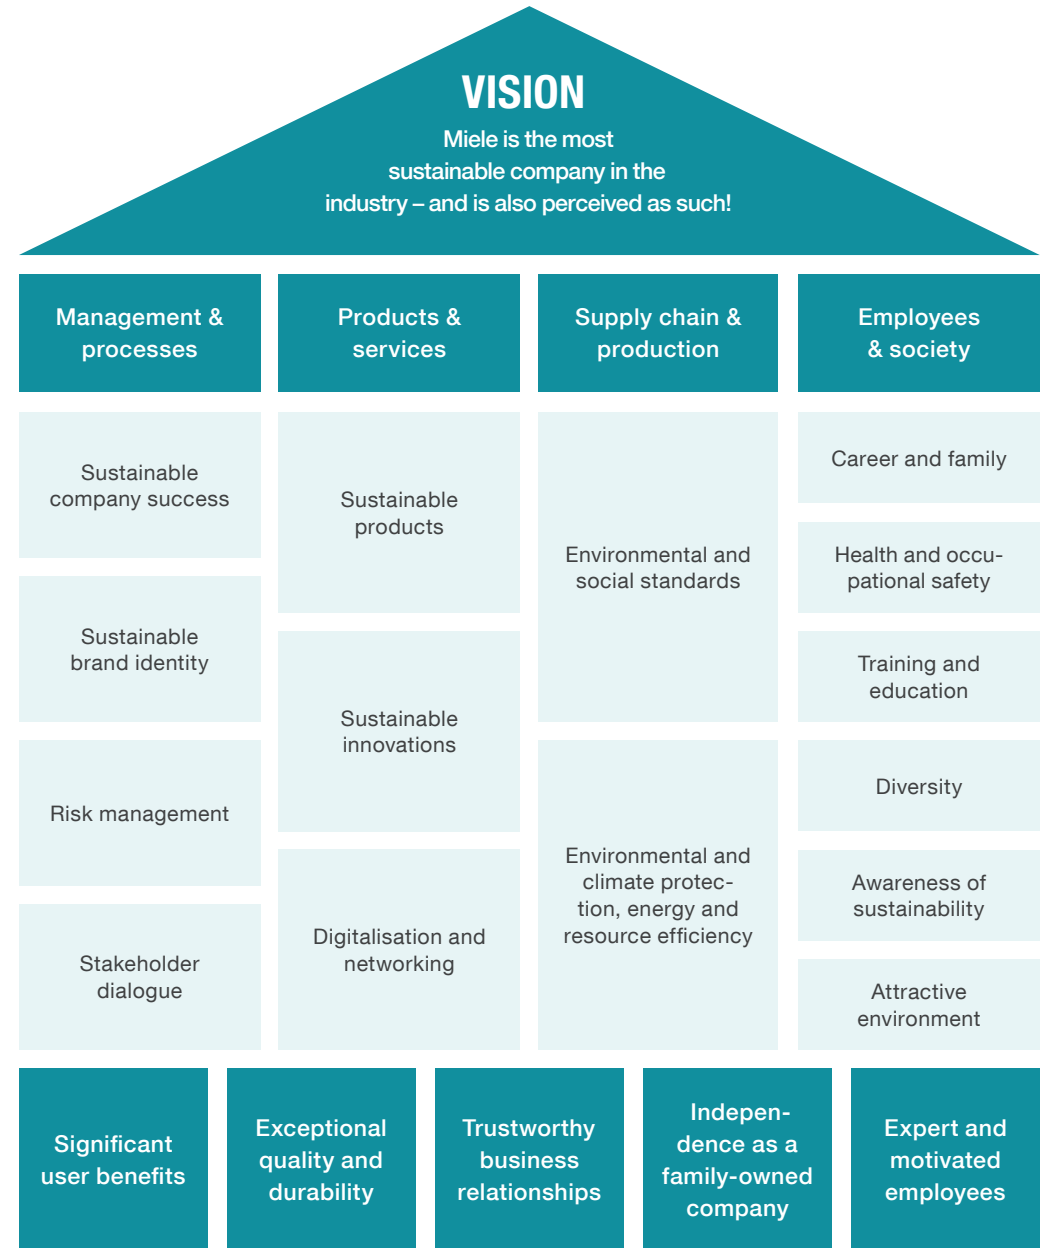 VISION
Miele is the most
sustainable company in the
industry – and is also perceived as such!
Management &
processes
Products &
services
Supply chain &
production
Employees
& society
Sustainable
company success
Sustainable
brand identity
Risk management
Stakeholder
dialogue
Sustainable
products
Sustainable
innovations
Digitalisation and
networking
Environmental and
social standards
Environmental and
climate protec-
tion, energy and
resource efficiency
Career and family
Health and occu-
pational safety
Training and
education
Diversity
Awareness of
sustainability
Attractive
environment
Significant
user benefits
Exceptional
quality and
durability
Trustworthy
business
relationships
Indepen-
dence as a
family-owned
company
Expert and
motivated
employees